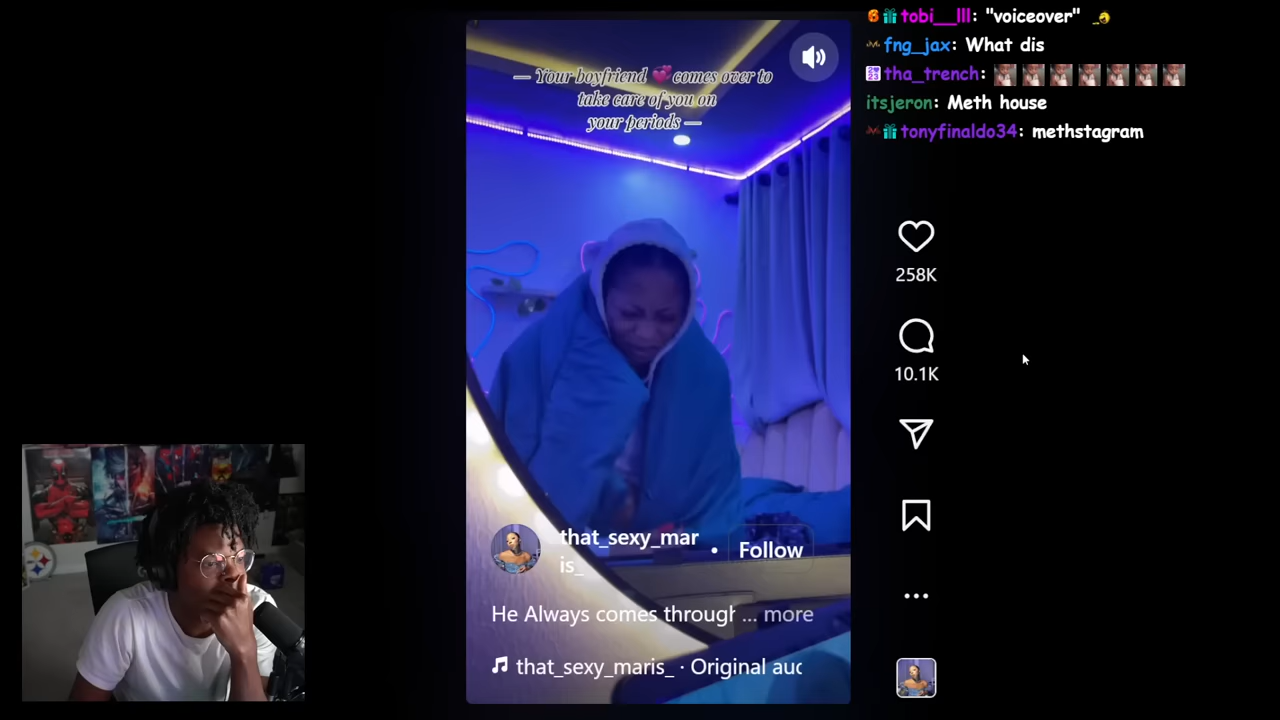 tobi__lll: "voiceover"
fng_jax: What dis
tha_trench:
itsjeron: Meth house
tonyfinaldo34: methstagram
— Your boyfriend 💞comes over to
take care of you on
your periods —
258K
10.1K
that_sexy_mar
is_
• Follow
He Always comes through ... more
that_sexy_maris_ · Original auc